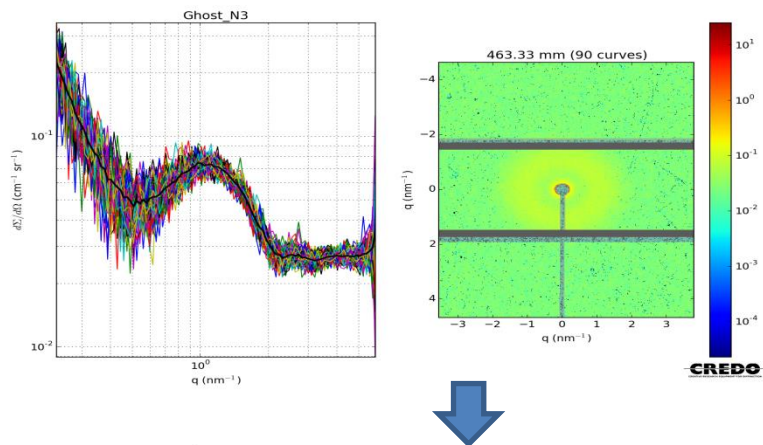 Ghost_N3
10⁻¹
10⁻²
dΣ/dΩ (cm⁻¹ sr⁻¹)
10⁰
q (nm⁻¹)
463.33 mm (90 curves)
−4
−2
0
2
4
q (nm⁻¹)
−3 −2 −1 0 1 2 3
q (nm⁻¹)
10¹
10⁰
10⁻¹
10⁻²
10⁻³
10⁻⁴
CREDO